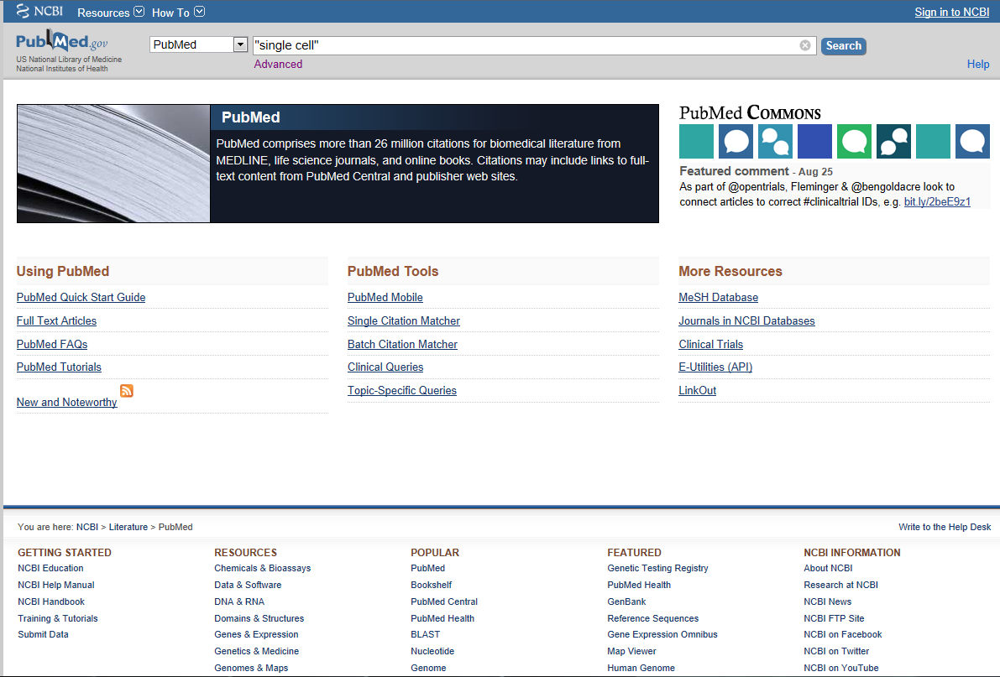 NCBI Resources How To Sign in to NCBI
PubMed.gov
US National Library of Medicine
National Institutes of Health
PubMed "single cell" Search
Advanced
Help
PubMed
PubMed comprises more than 26 million citations for biomedical literature from
MEDLINE, life science journals, and online books. Citations may include links to full-
text content from PubMed Central and publisher web sites.
PubMed COMMONS
Featured comment - Aug 25
As part of @opentrials, Fleminger & @bengoldacre look to
connect articles to correct #clinicaltrial IDs, e.g. bit.ly/2beE9z1
Using PubMed
PubMed Quick Start Guide
Full Text Articles
PubMed FAQs
PubMed Tutorials
New and Noteworthy
PubMed Tools
PubMed Mobile
Single Citation Matcher
Batch Citation Matcher
Clinical Queries
Topic-Specific Queries
More Resources
MeSH Database
Journals in NCBI Databases
Clinical Trials
E-Utilities (API)
LinkOut
You are here: NCBI > Literature > PubMed
Write to the Help Desk
GETTING STARTED
NCBI Education
NCBI Help Manual
NCBI Handbook
Training & Tutorials
Submit Data
RESOURCES
Chemicals & Bioassays
Data & Software
DNA & RNA
Domains & Structures
Genes & Expression
Genetics & Medicine
Genomes & Maps
POPULAR
PubMed
Bookshelf
PubMed Central
PubMed Health
BLAST
Nucleotide
Genome
FEATURED
Genetic Testing Registry
PubMed Health
GenBank
Reference Sequences
Gene Expression Omnibus
Map Viewer
Human Genome
NCBI INFORMATION
About NCBI
Research at NCBI
NCBI News
NCBI FTP Site
NCBI on Facebook
NCBI on Twitter
NCBI on YouTube